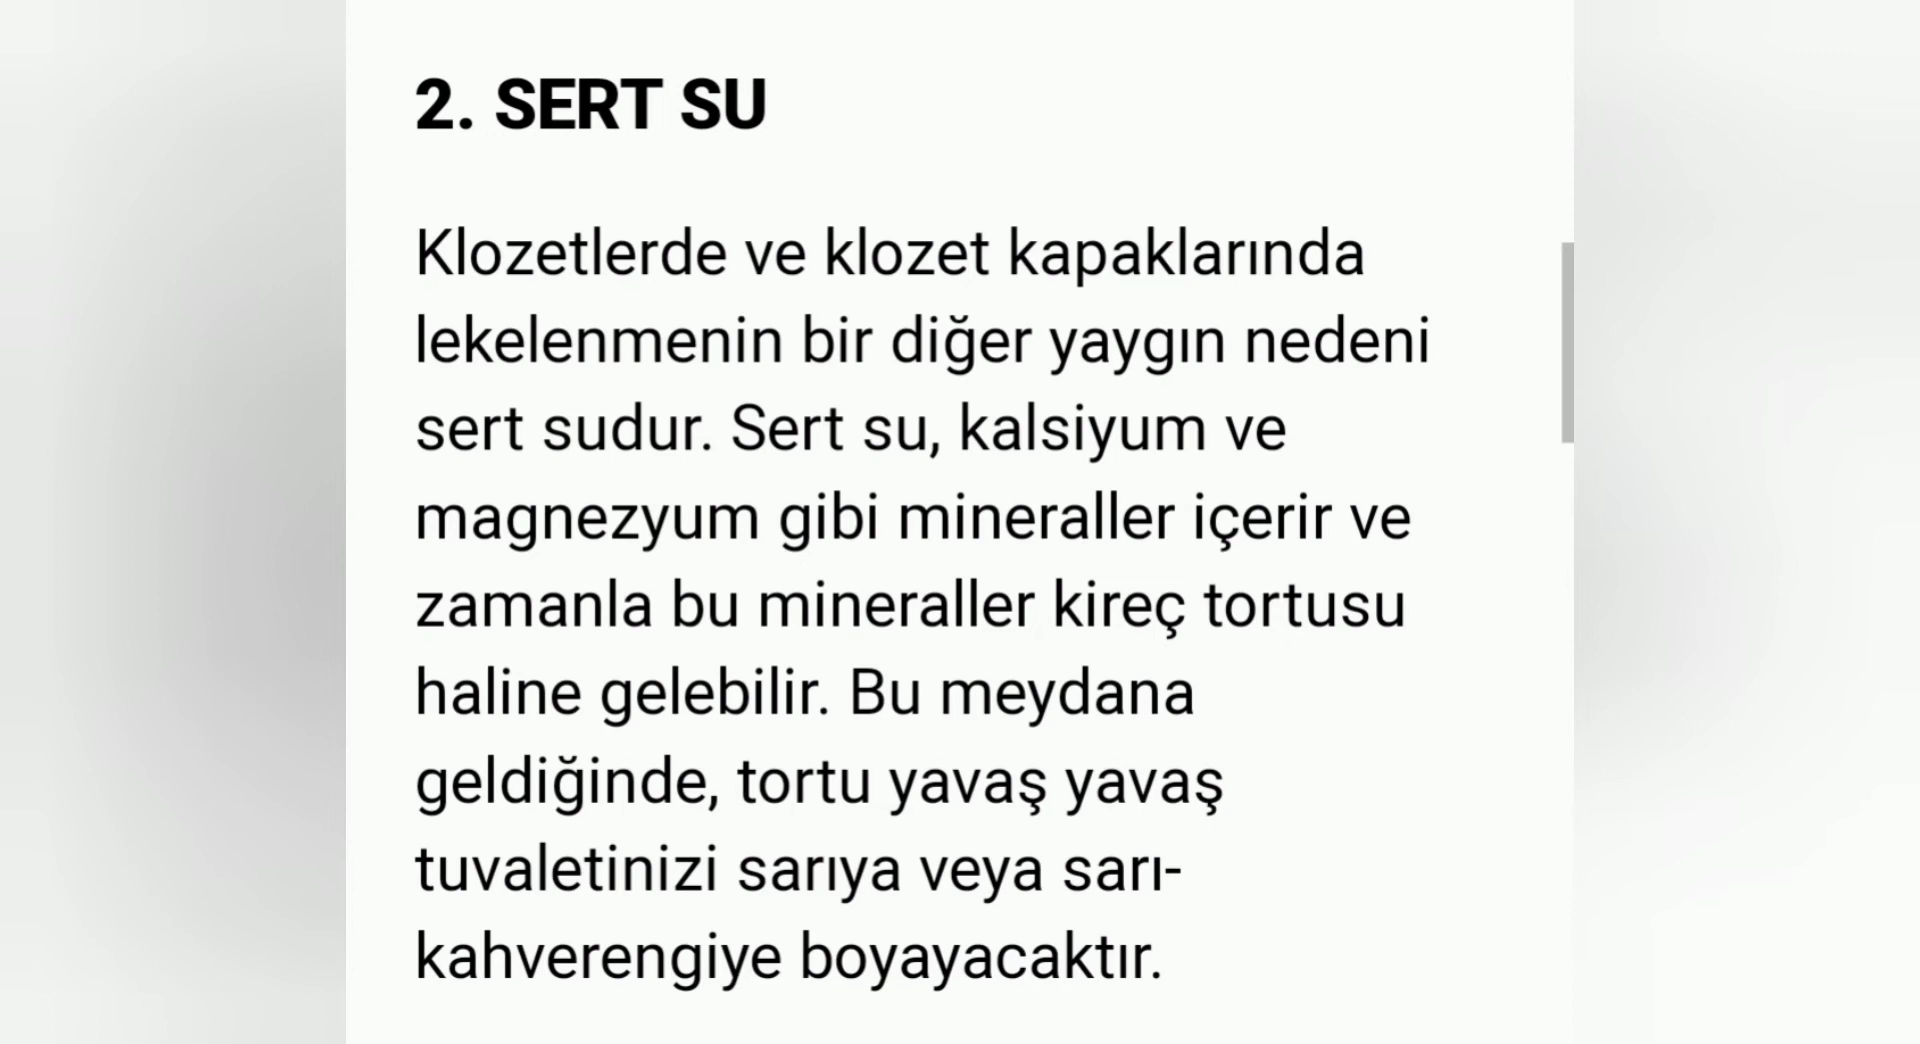 2. SERT SU
Klozetlerde ve klozet kapaklarında
lekelenmenin bir diğer yaygın nedeni
sert sudur. Sert su, kalsiyum ve
magnezyum gibi mineraller içerir ve
zamanla bu mineraller kireç tortusu
haline gelebilir. Bu meydana
geldiğinde, tortu yavaş yavaş
tuvaletinizi sarıya veya sarı-
kahverengiye boyayacaktır.